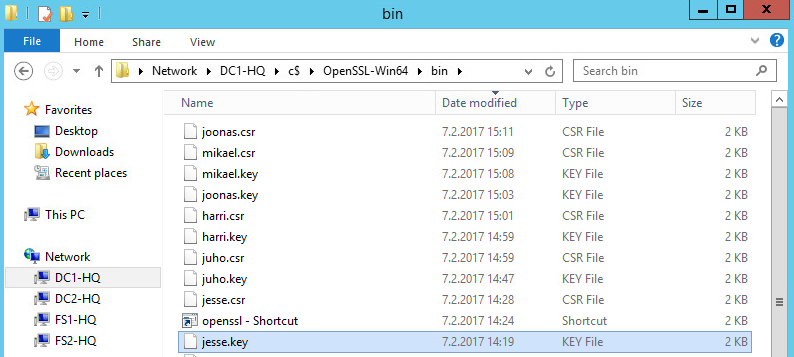 bin
File Home Share View
Network DC1-HQ c$ OpenSSL-Win64 bin Search bin
Favorites
Desktop
Downloads
Recent places
This PC
Network
DC1-HQ
DC2-HQ
FS1-HQ
FS2-HQ
Name Date modified Type Size
joonas.csr 7.2.2017 15:11 CSR File 2 KB
mikael.csr 7.2.2017 15:09 CSR File 2 KB
mikael.key 7.2.2017 15:08 KEY File 2 KB
joonas.key 7.2.2017 15:03 KEY File 2 KB
harri.csr 7.2.2017 15:01 CSR File 2 KB
harri.key 7.2.2017 14:59 KEY File 2 KB
juho.csr 7.2.2017 14:59 CSR File 2 KB
juho.key 7.2.2017 14:47 KEY File 2 KB
jesse.csr 7.2.2017 14:28 CSR File 2 KB
openssl - Shortcut 7.2.2017 14:24 Shortcut 2 KB
jesse.key 7.2.2017 14:19 KEY File 2 KB